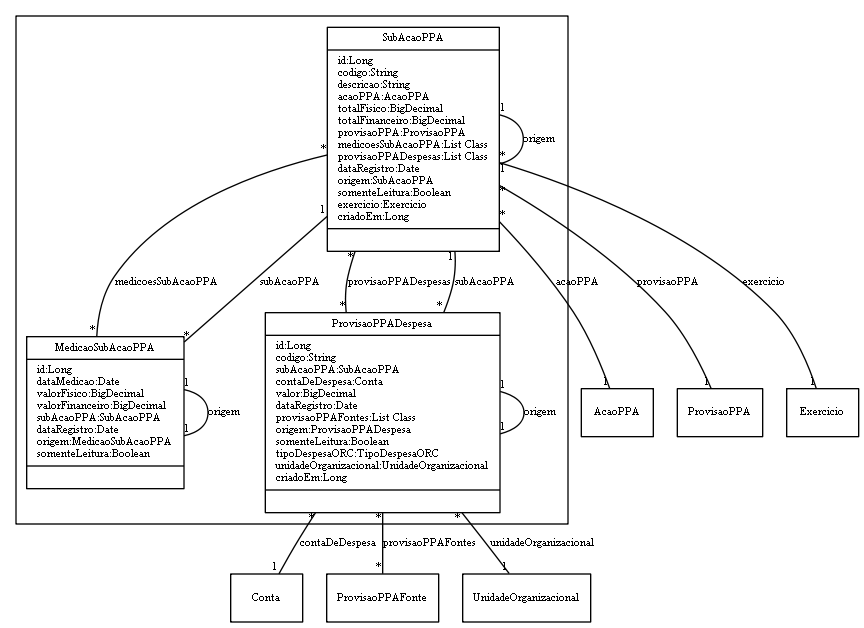 SubAcaoPPA
id:Long
codigo:String
descricao:String
acaoPPA:AcaoPPA
totalFisico:BigDecimal
totalFinanceiro:BigDecimal
provisaoPPA:ProvisaoPPA
medicoesSubAcaoPPA:List Class
provisaoPPADespesas:List Class
dataRegistro:Date
origem:SubAcaoPPA
somenteLeitura:Boolean
exercicio:Exercicio
criadoEm:Long
1
origem
*
1
*
*
*
1
*
1
medicoesSubAcaoPPA
subAcaoPPA
provisaoPPADespesas
subAcaoPPA
acaoPPA
provisaoPPA
exercicio
*
*
*
*
MedicaoSubAcaoPPA
id:Long
dataMedicao:Date
valorFisico:BigDecimal
valorFinanceiro:BigDecimal
subAcaoPPA:SubAcaoPPA
dataRegistro:Date
origem:MedicaoSubAcaoPPA
somenteLeitura:Boolean
1
origem
1
ProvisaoPPADespesa
id:Long
codigo:String
subAcaoPPA:SubAcaoPPA
contaDeDespesa:Conta
valor:BigDecimal
dataRegistro:Date
provisaoPPAFontes:List Class
origem:ProvisaoPPADespesa
somenteLeitura:Boolean
tipoDespesaORC:TipoDespesaORC
unidadeOrganizacional:UnidadeOrganizacional
criadoEm:Long
1
origem
1
1
AcaoPPA
1
ProvisaoPPA
1
Exercicio
*
*
*
contaDeDespesa
provisaoPPAFontes
unidadeOrganizacional
1
*
1
Conta
ProvisaoPPAFonte
UnidadeOrganizacional